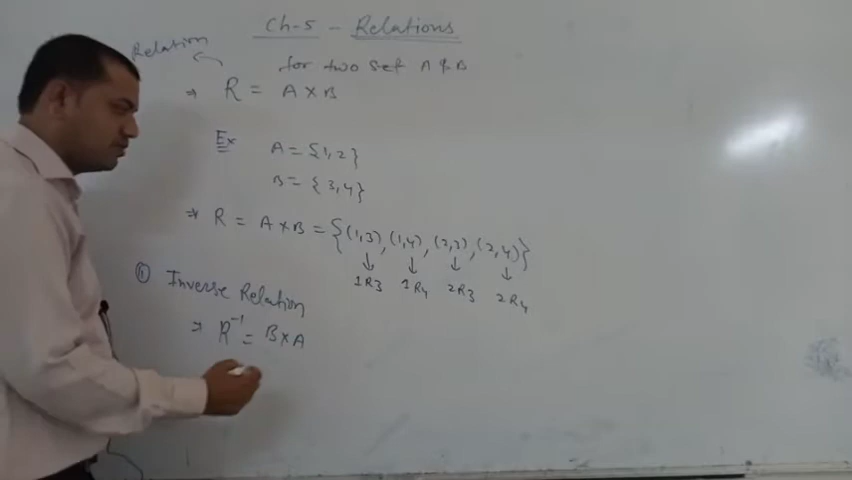 Ch-5 - Relations
Relation
for two set A & B
⇒ R = A × B
Ex A = {1,2}
B = {3,4}
⇒ R = A × B = {(1,3), (1,4), (2,3), (2,4)}
↓ ↓ ↓ ↓
1R3 1R4 2R3 2R4
① Inverse Relation
⇒ R⁻¹ = B × A